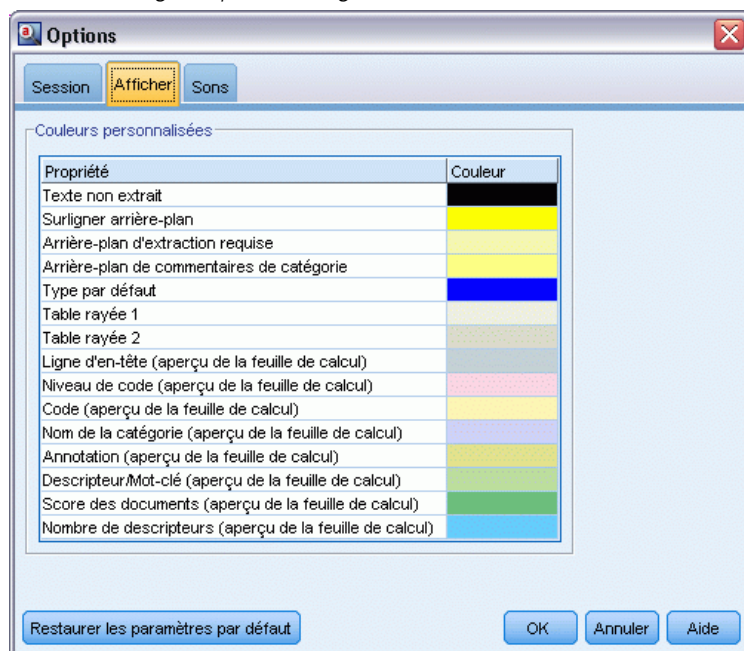 Options
Session Afficher Sons
Couleurs personnalisées
Propriété Couleur
Texte non extrait
Surligner arrière-plan
Arrière-plan d'extraction requise
Arrière-plan de commentaires de catégorie
Type par défaut
Table rayée 1
Table rayée 2
Ligne d'en-tête (aperçu de la feuille de calcul)
Niveau de code (aperçu de la feuille de calcul)
Code (aperçu de la feuille de calcul)
Nom de la catégorie (aperçu de la feuille de calcul)
Annotation (aperçu de la feuille de calcul)
Descripteur/Mot-clé (aperçu de la feuille de calcul)
Score des documents (aperçu de la feuille de calcul)
Nombre de descripteurs (aperçu de la feuille de calcul)
Restaurer les paramètres par défaut OK Annuler Aide